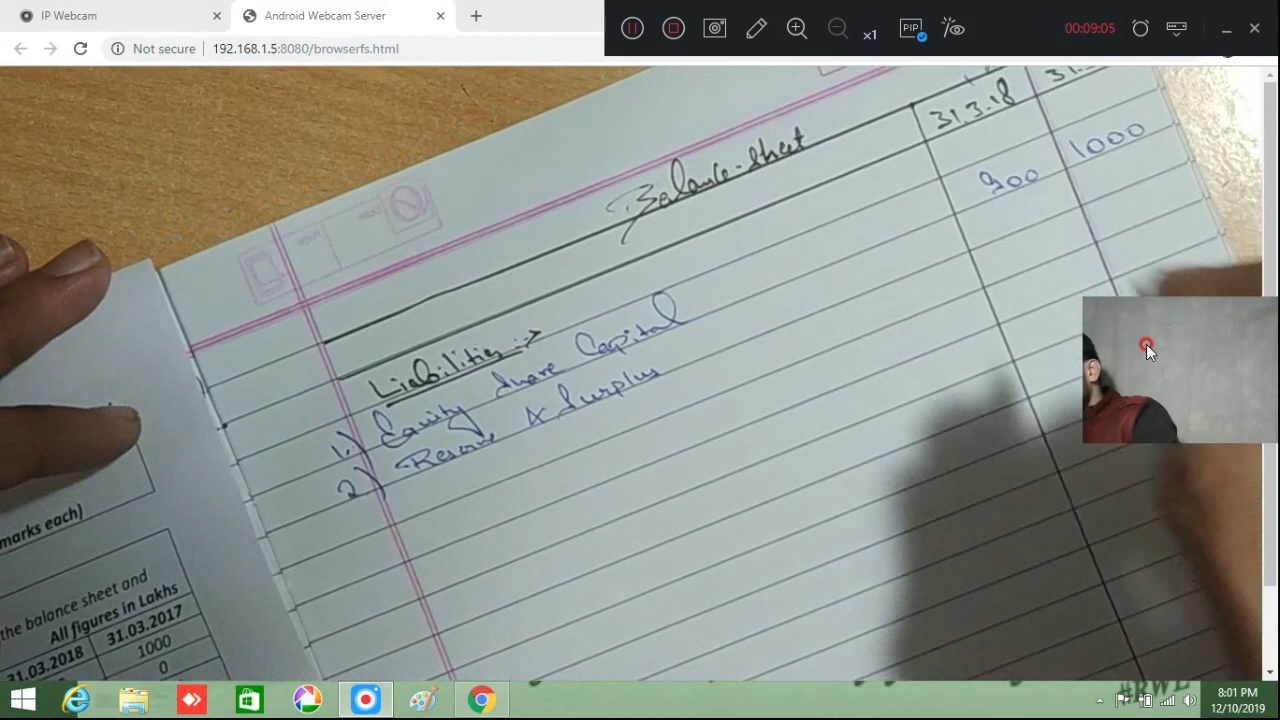 IP Webcam
Android Webcam Server
Not secure 192.168.1.5:8080/browserfs.html
x1 PIP 00:09:05
Balance-Sheet
31.3.18 31.
900 1000
Liabilities :-
1.) Equity Share Capital
2) Reserve & Surplus
marks each)
the balance sheet and
All figures in Lakhs
31.03.2018 31.03.2017
1000
0
8:01 PM
12/10/2019